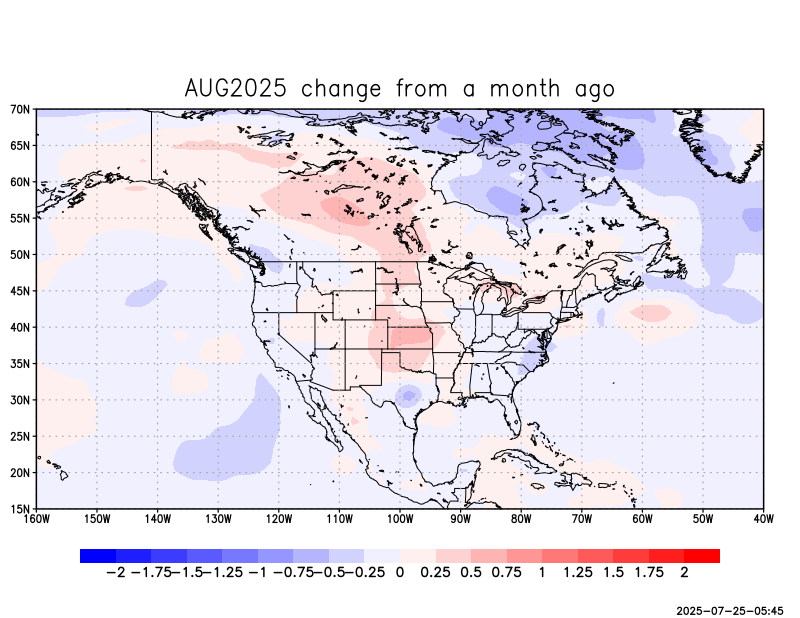 AUG2025 change from a month ago
70N
65N
60N
55N
50N
45N
40N
35N
30N
25N
20N
15N
160W 150W 140W 130W 120W 110W 100W 90W 80W 70W 60W 50W 40W
−2 −1.75 −1.5 −1.25 −1 −0.75 −0.5 −0.25 0 0.25 0.5 0.75 1 1.25 1.5 1.75 2
2025-07-25-05:45